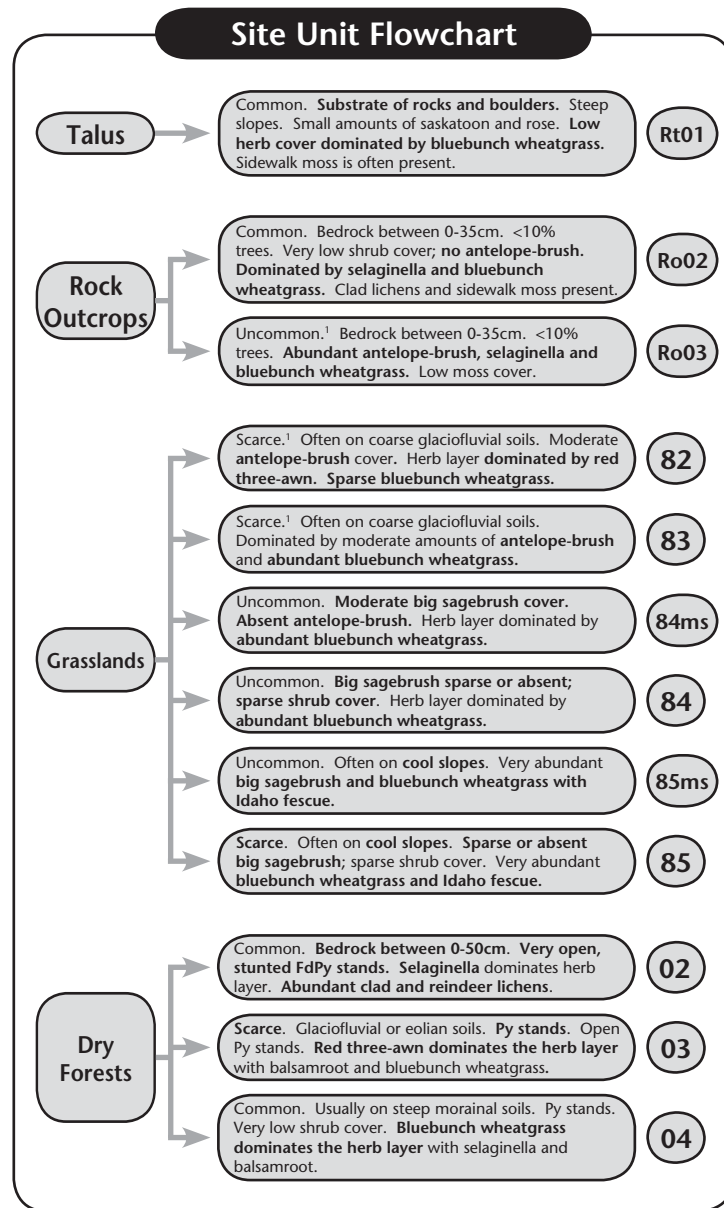 Site Unit Flowchart
Talus
Common. Substrate of rocks and boulders. Steep
slopes. Small amounts of saskatoon and rose. Low
herb cover dominated by bluebunch wheatgrass.
Sidewalk moss is often present.
Rt01
Rock
Outcrops
Common. Bedrock between 0-35cm. <10%
trees. Very low shrub cover; no antelope-brush.
Dominated by selaginella and bluebunch
wheatgrass. Clad lichens and sidewalk moss present.
Ro02
Uncommon.¹ Bedrock between 0-35cm. <10%
trees. Abundant antelope-brush, selaginella and
bluebunch wheatgrass. Low moss cover.
Ro03
Grasslands
Scarce.¹ Often on coarse glaciofluvial soils. Moderate
antelope-brush cover. Herb layer dominated by red
three-awn. Sparse bluebunch wheatgrass.
82
Scarce.¹ Often on coarse glaciofluvial soils.
Dominated by moderate amounts of antelope-brush
and abundant bluebunch wheatgrass.
83
Uncommon. Moderate big sagebrush cover.
Absent antelope-brush. Herb layer dominated by
abundant bluebunch wheatgrass.
84ms
Uncommon. Big sagebrush sparse or absent;
sparse shrub cover. Herb layer dominated by
abundant bluebunch wheatgrass.
84
Uncommon. Often on cool slopes. Very abundant
big sagebrush and bluebunch wheatgrass with
Idaho fescue.
85ms
Scarce. Often on cool slopes. Sparse or absent
big sagebrush; sparse shrub cover. Very abundant
bluebunch wheatgrass and Idaho fescue.
85
Dry
Forests
Common. Bedrock between 0-50cm. Very open,
stunted FdPy stands. Selaginella dominates herb
layer. Abundant clad and reindeer lichens.
02
Scarce. Glaciofluvial or eolian soils. Py stands. Open
Py stands. Red three-awn dominates the herb layer
with balsamroot and bluebunch wheatgrass.
03
Common. Usually on steep morainal soils. Py stands.
Very low shrub cover. Bluebunch wheatgrass
dominates the herb layer with selaginella and
balsamroot.
04